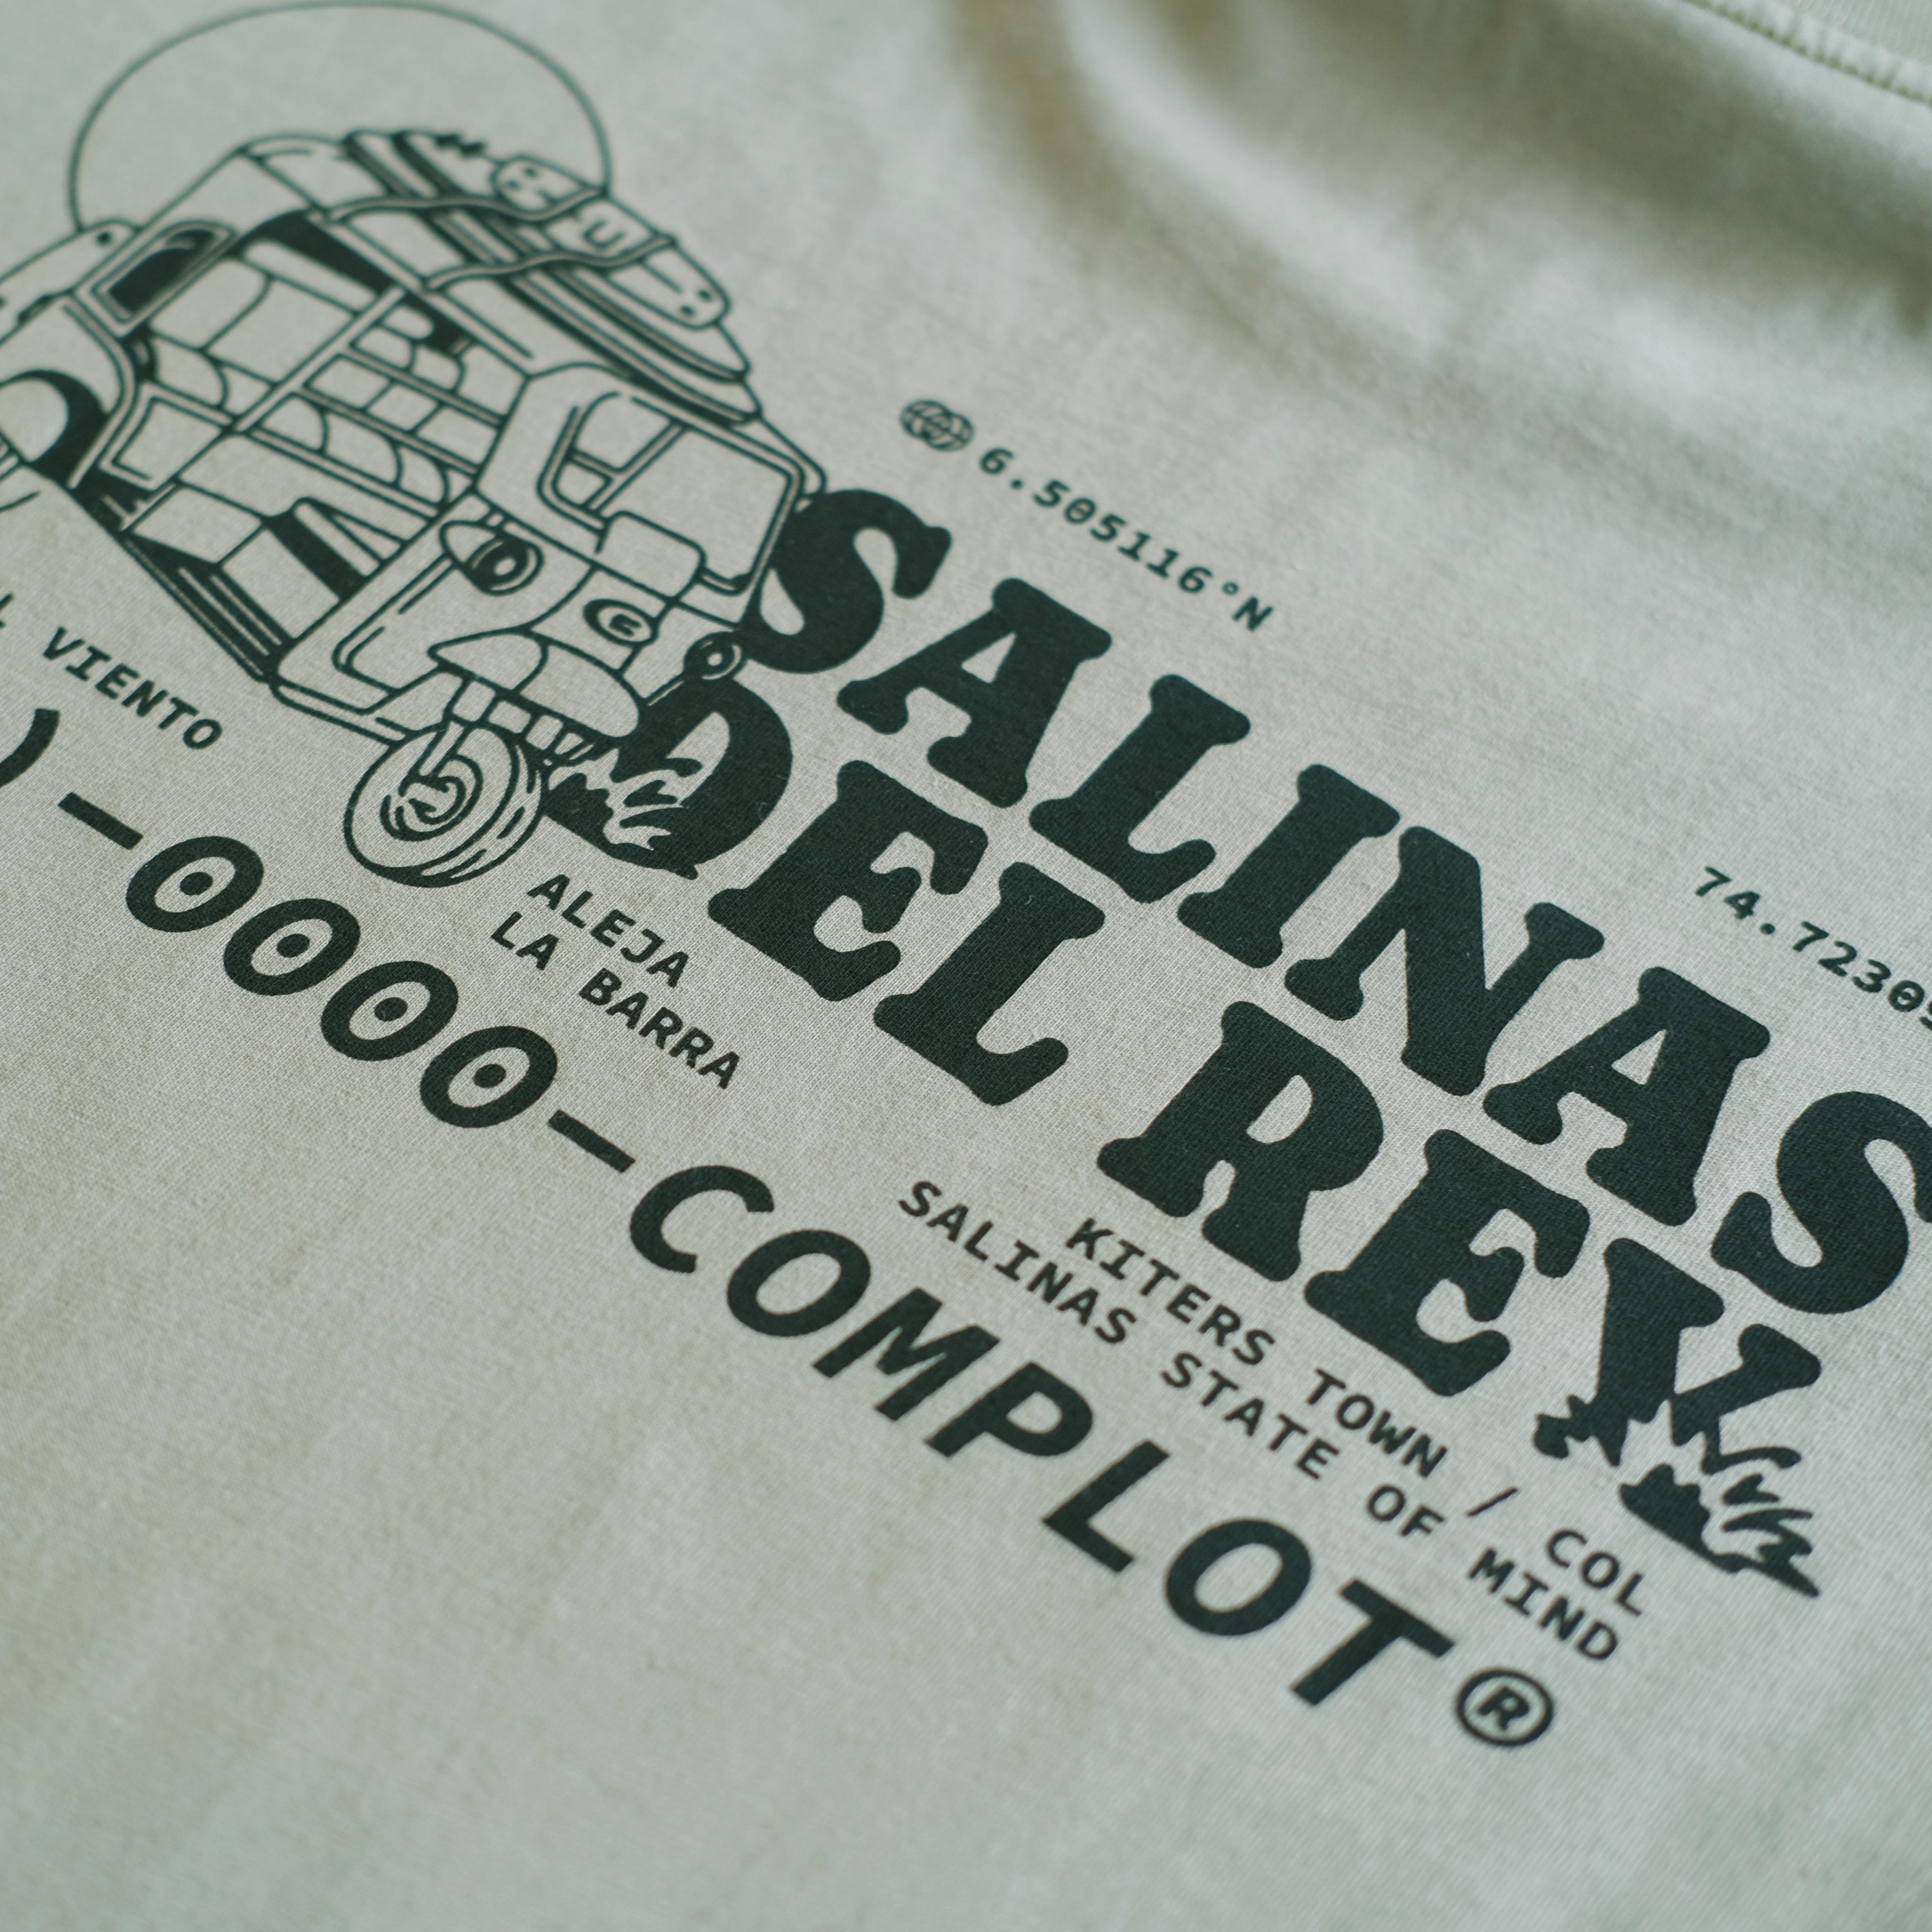 6.505116°N
74.7230
SALINAS
DEL REY
VIENTO
ALEJA
LA BARRA
KITERS TOWN / COL
SALINAS STATE OF MIND
)-0000-COMPLOT®